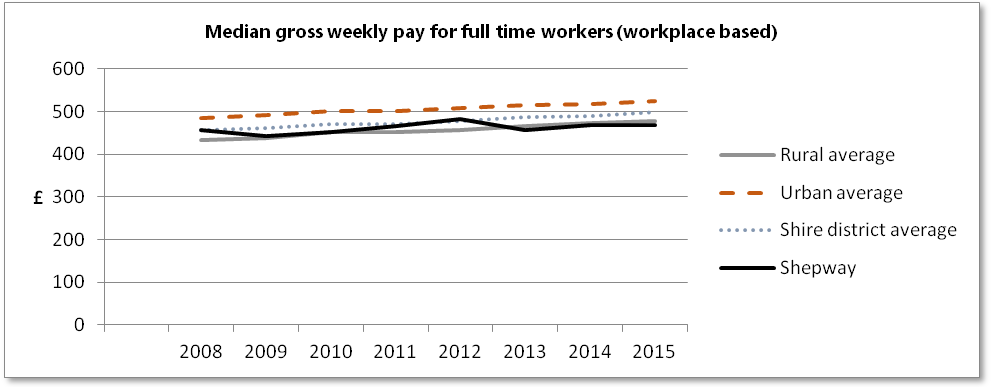 Median gross weekly pay for full time workers (workplace based)
600
500
400
300
200
100
0
£
2008 2009 2010 2011 2012 2013 2014 2015
Rural average
Urban average
Shire district average
Shepway